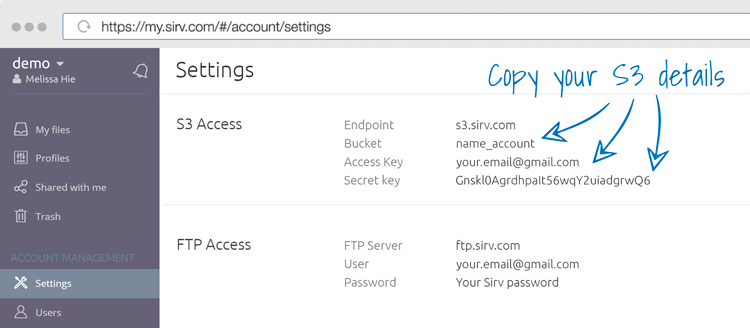 https://my.sirv.com/#/account/settings
demo
Melissa Hie
My files
Profiles
Shared with me
Trash
ACCOUNT MANAGEMENT
Settings
Users
Settings
Copy your S3 details
S3 Access
Endpoint s3.sirv.com
Bucket name_account
Access Key your.email@gmail.com
Secret key Gnskl0AgrdhpaIt56wqY2uiadgrwQ6
FTP Access
FTP Server ftp.sirv.com
User your.email@gmail.com
Password Your Sirv password